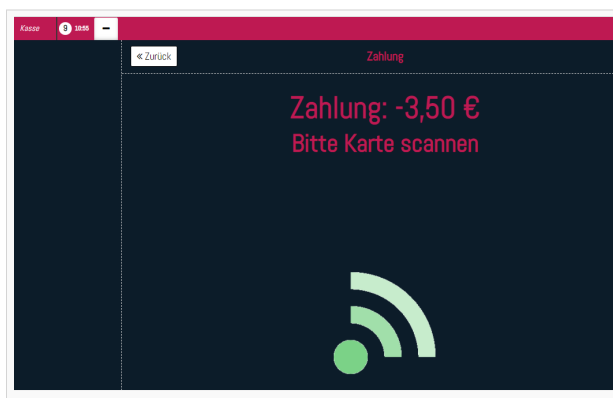 Kasse 9 10:55 −
« Zurück Zahlung
Zahlung: -3,50 €
Bitte Karte scannen